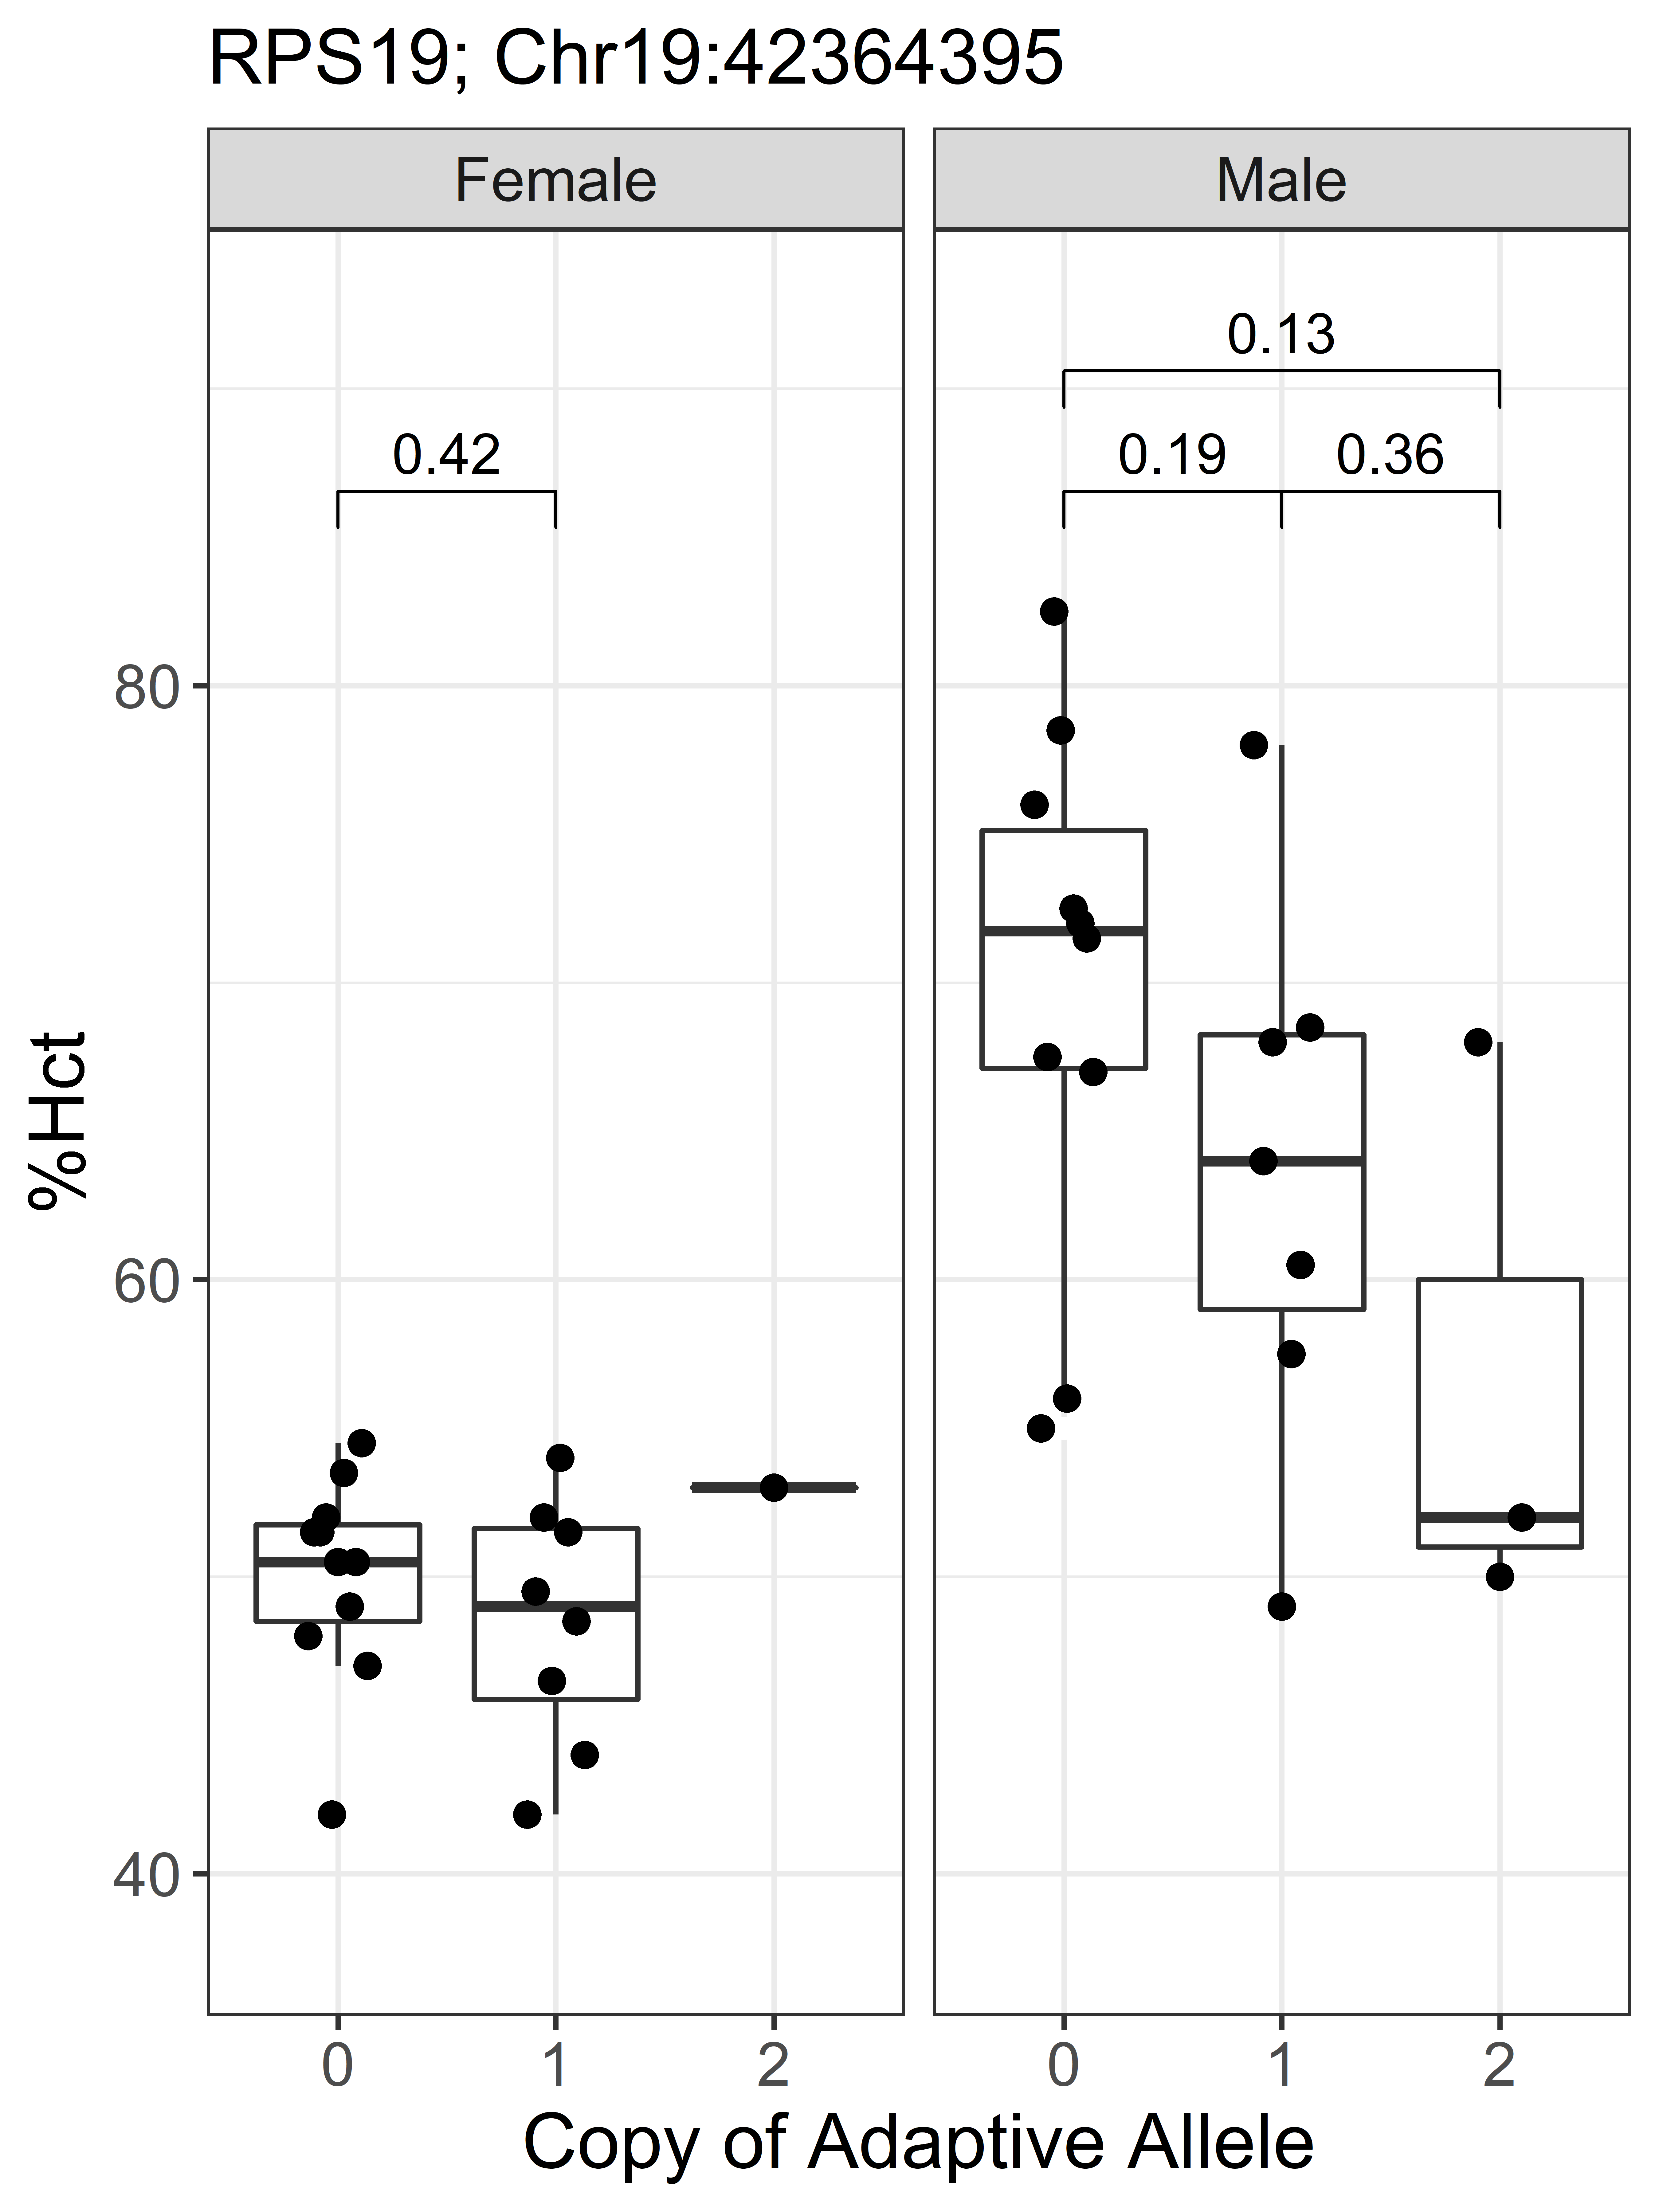 RPS19; Chr19:42364395
Female
Male
0.13
0.42
0.19
0.36
80
60
40
%Hct
0
1
2
0
1
2
Copy of Adaptive Allele